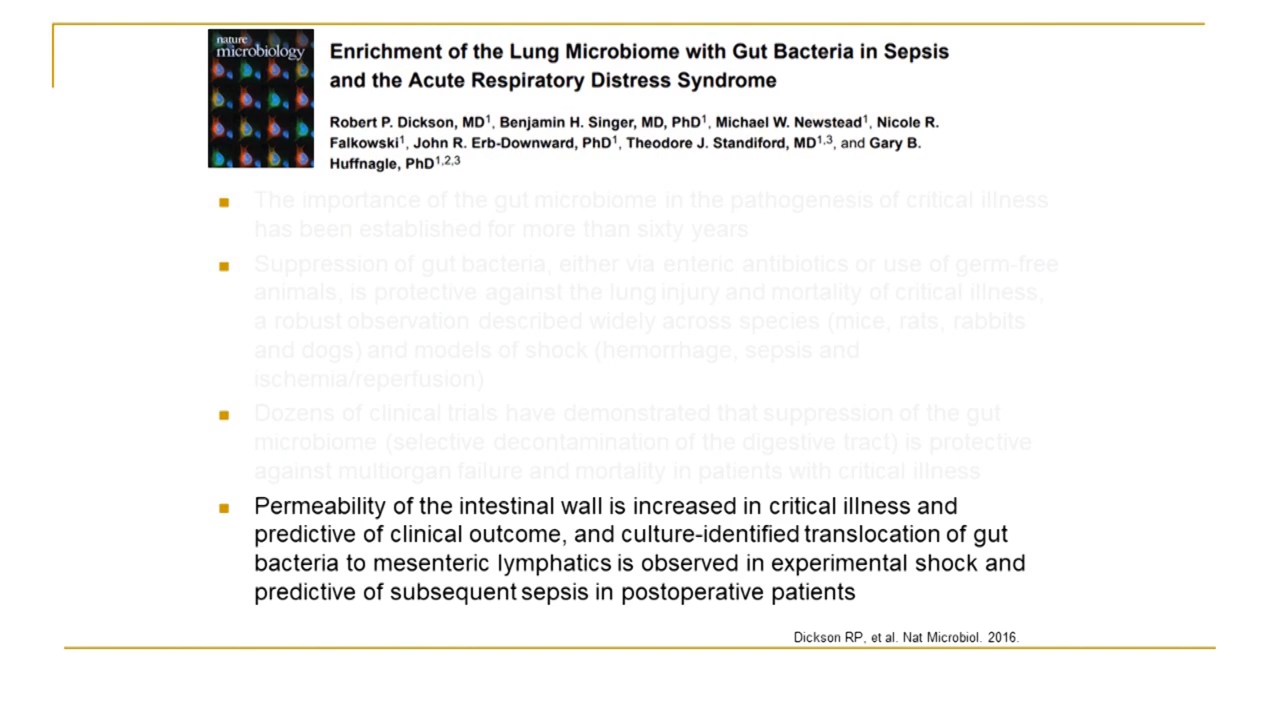 nature
microbiology
Enrichment of the Lung Microbiome with Gut Bacteria in Sepsis
and the Acute Respiratory Distress Syndrome
Robert P. Dickson, MD1, Benjamin H. Singer, MD, PhD1, Michael W. Newstead1, Nicole R.
Falkowski1, John R. Erb-Downward, PhD1, Theodore J. Standiford, MD1,3, and Gary B.
Huffnagle, PhD1,2,3
The importance of the gut microbiome in the pathogenesis of critical illness
has been established for more than sixty years
Suppression of gut bacteria, either via enteric antibiotics or use of germ-free
animals, is protective against the lung injury and mortality of critical illness,
a robust observation described widely across species (mice, rats, rabbits
and dogs) and models of shock (hemorrhage, sepsis and
ischemia/reperfusion)
Dozens of clinical trials have demonstrated that suppression of the gut
microbiome (selective decontamination of the digestive tract) is protective
against multiorgan failure and mortality in patients with critical illness
Permeability of the intestinal wall is increased in critical illness and
predictive of clinical outcome, and culture-identified translocation of gut
bacteria to mesenteric lymphatics is observed in experimental shock and
predictive of subsequent sepsis in postoperative patients
Dickson RP, et al. Nat Microbiol. 2016.